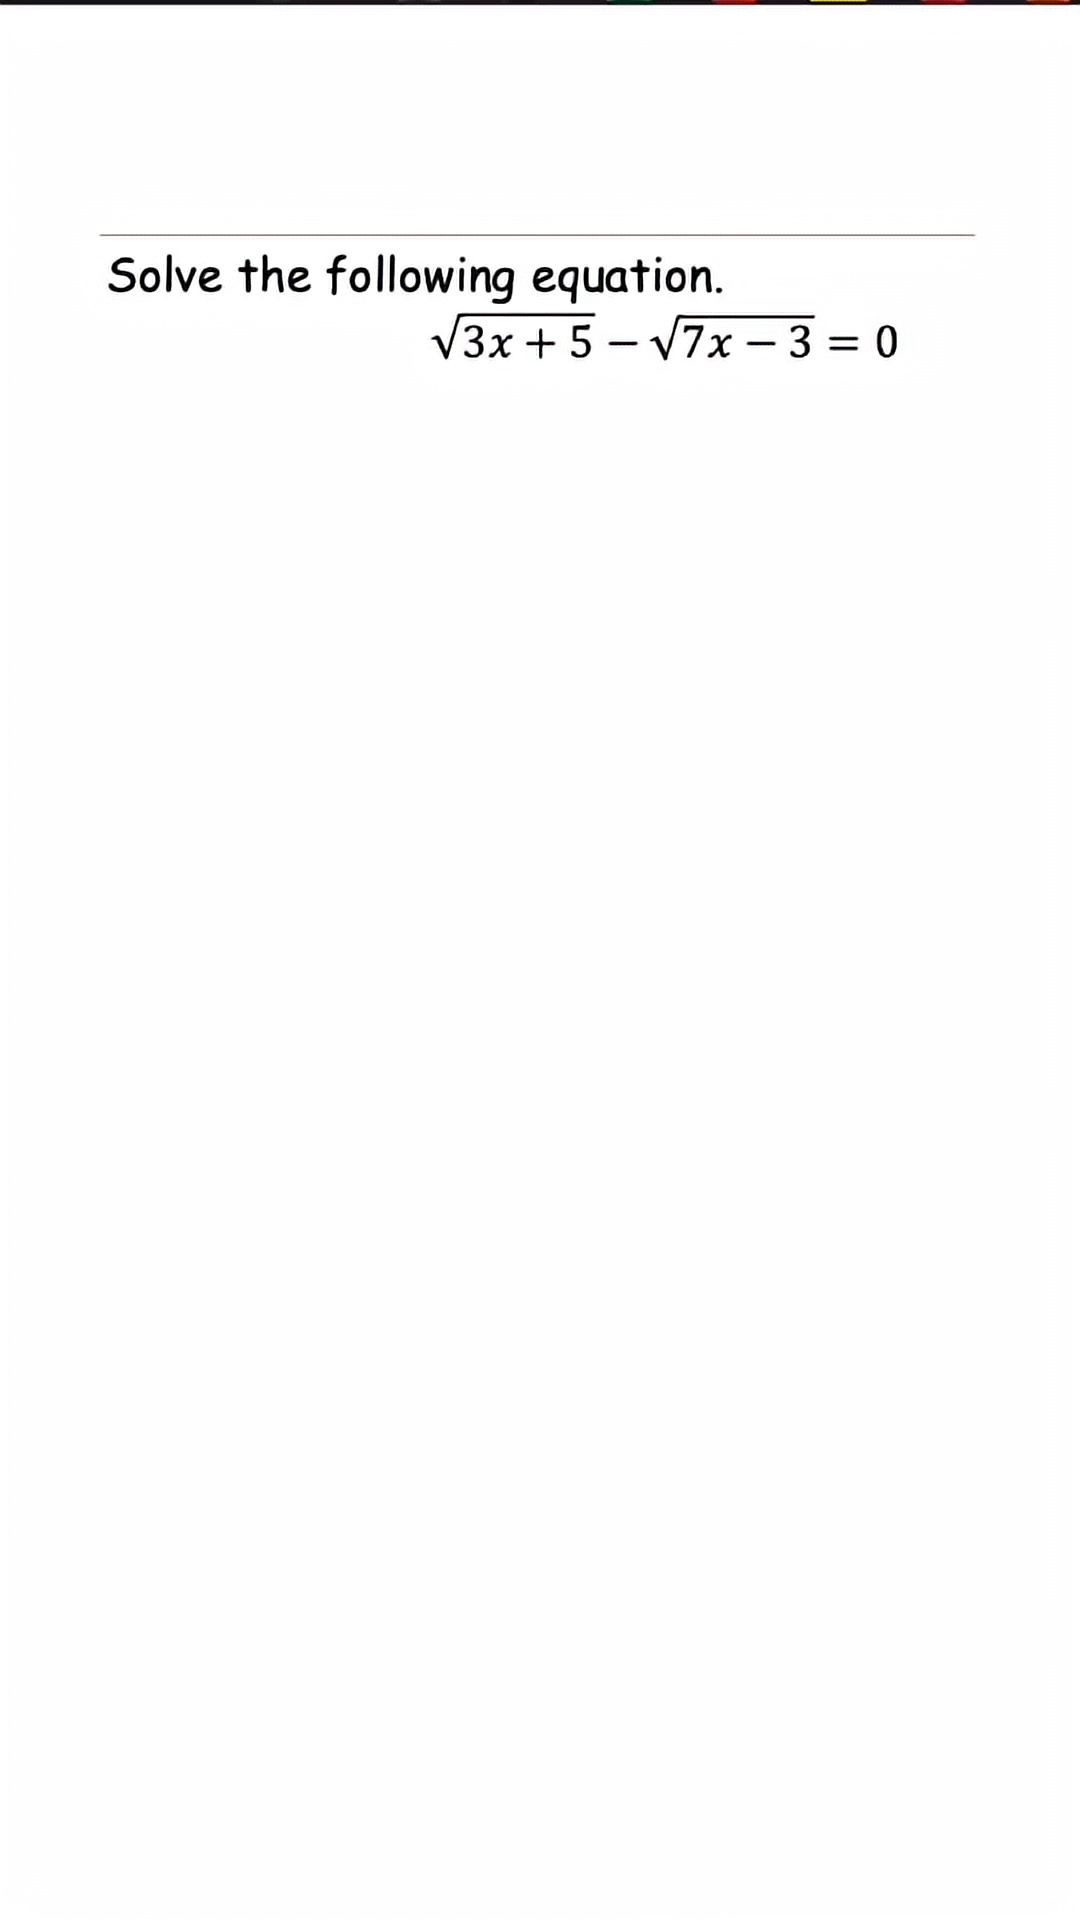 Solve the following equation.
√3x + 5 − √7x − 3 = 0